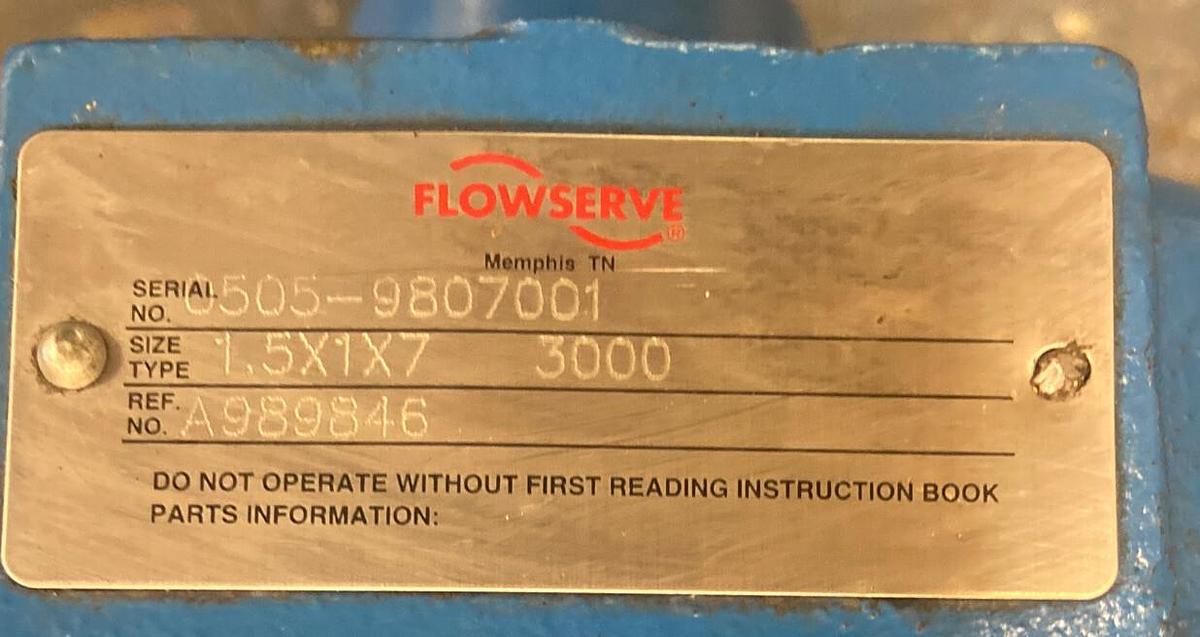 FLOWSERVE®
Memphis TN
SERIAL NO. 0505-9807001
SIZE TYPE 1.5X1X7 3000
REF. NO. A989846
DO NOT OPERATE WITHOUT FIRST READING INSTRUCTION BOOK
PARTS INFORMATION: